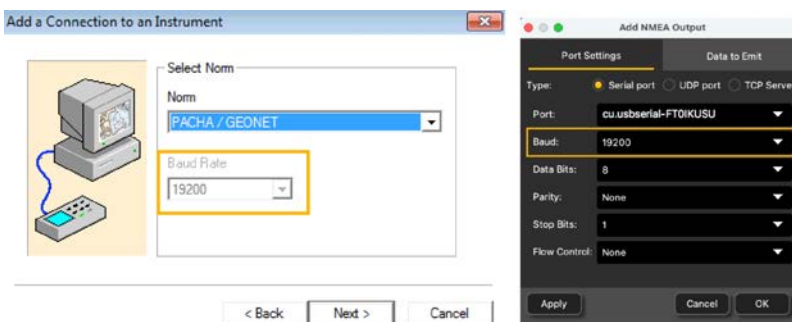 Add a Connection to an Instrument
Select Norm
Norm
PACHA / GEONET
Baud Rate
19200
< Back Next > Cancel
Add NMEA Output
Port Settings Data to Emit
Type: Serial port UDP port TCP Serve
Port: cu.usbserial-FT0IKUSU
Baud: 19200
Data Bits: 8
Parity: None
Stop Bits: 1
Flow Control: None
Apply Cancel OK